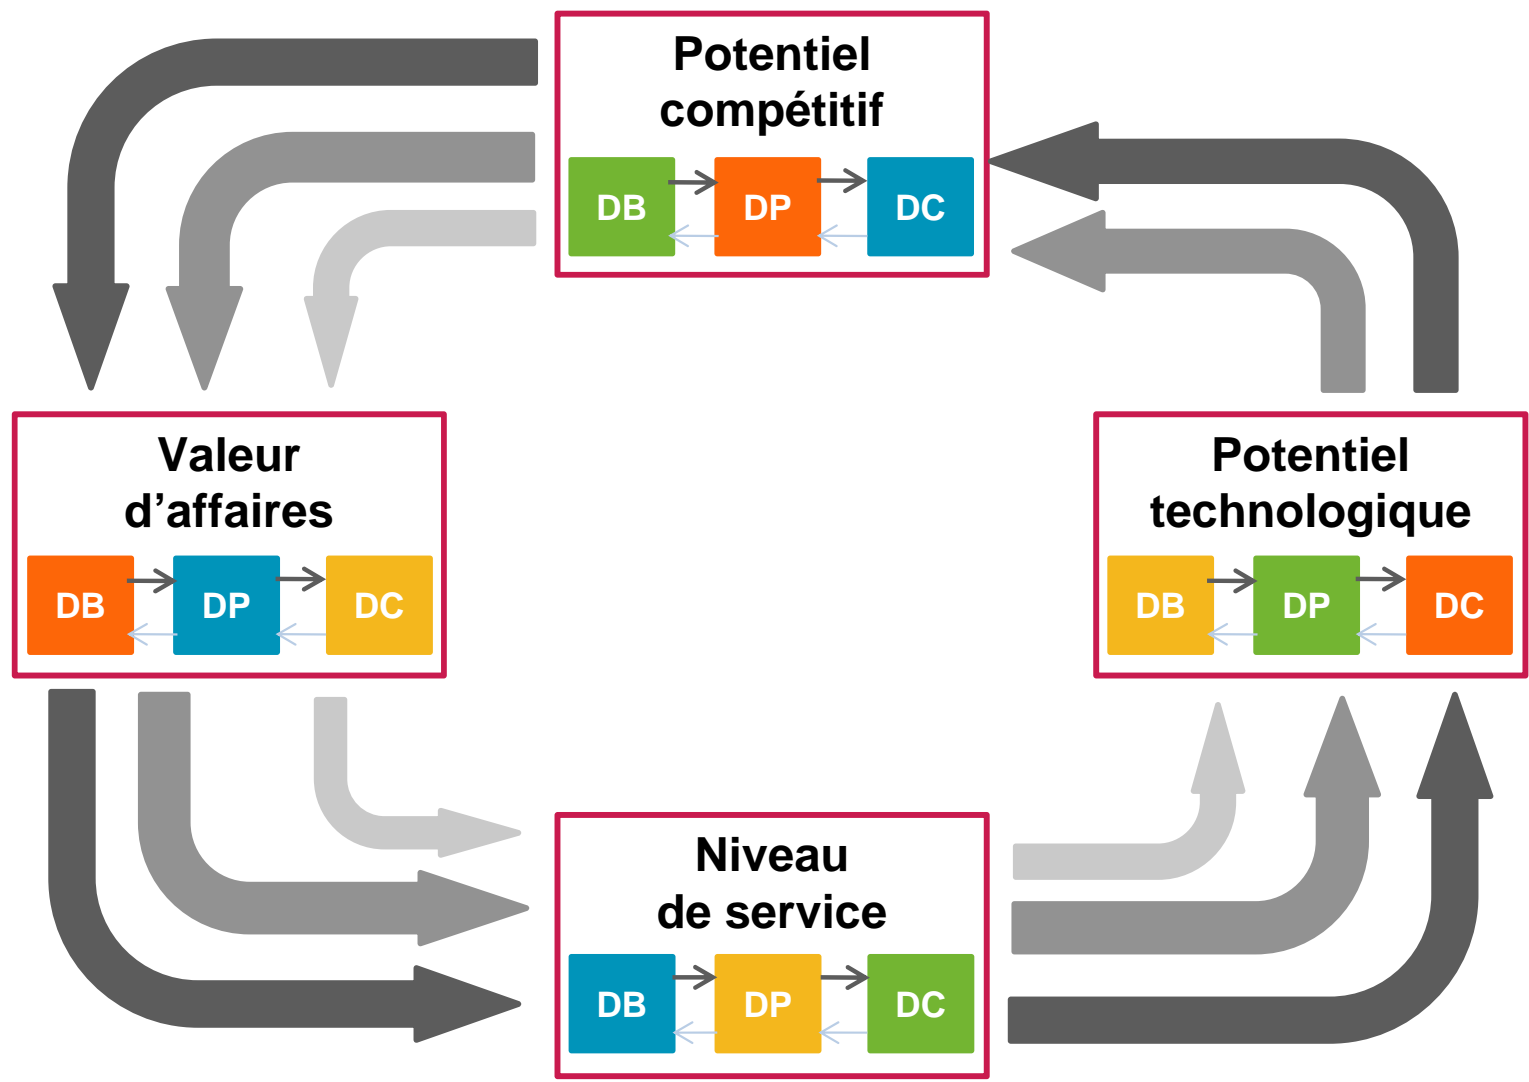 Potentiel
compétitif
DB DP DC
Valeur
d’affaires
DB DP DC
Potentiel
technologique
DB DP DC
Niveau
de service
DB DP DC